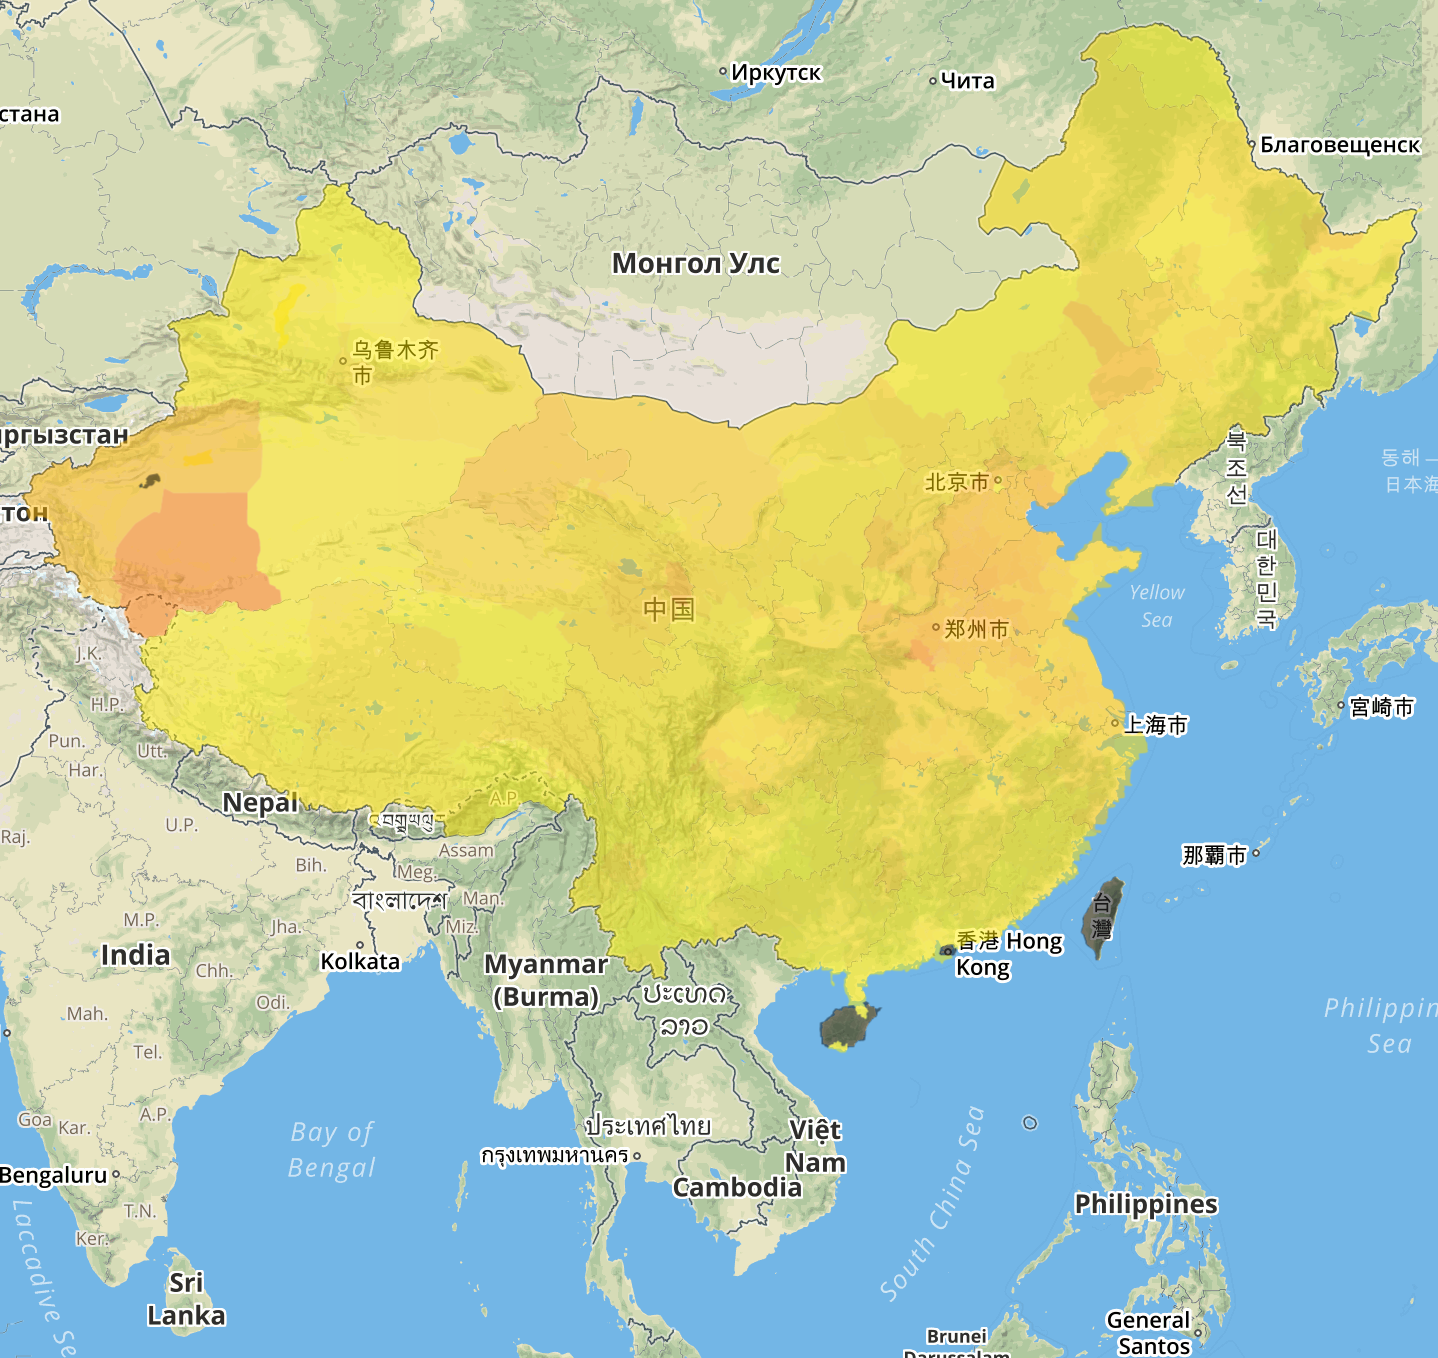 Иркутск
Чита
стана
Благовещенск
Монгол Улс
乌鲁木齐
市
ргызстан
북
조
선
동해 —
北京市
日本海
тон
대
한
민
국
Yellow
Sea
中国
郑州市
J.K.
H.P.
宮崎市
上海市
Pun.
Utt.
Har.
A.P.
Nepal
འབྲུགཡུལ
U.P.
Raj.
Assam
那覇市
Bih.
Meg.
বাংলাদেশ
Man.
台
灣
M.P.
Jha.
Miz.
India
Kolkata
香港 Hong
Kong
Chh.
Myanmar
(Burma)
Odi.
ປະເທດ
ລາວ
Mah.
Philippin
Sea
Tel.
Goa
Kar.
A.P.
Bay of
Bengal
ประเทศไทย
Việt
Nam
กรุงเทพมหานคร
Bengaluru
Cambodia
South China Sea
Philippines
T.N.
Ker.
Laccadive Se
Sri
Lanka
General
Santos
Brunei
Darussalam